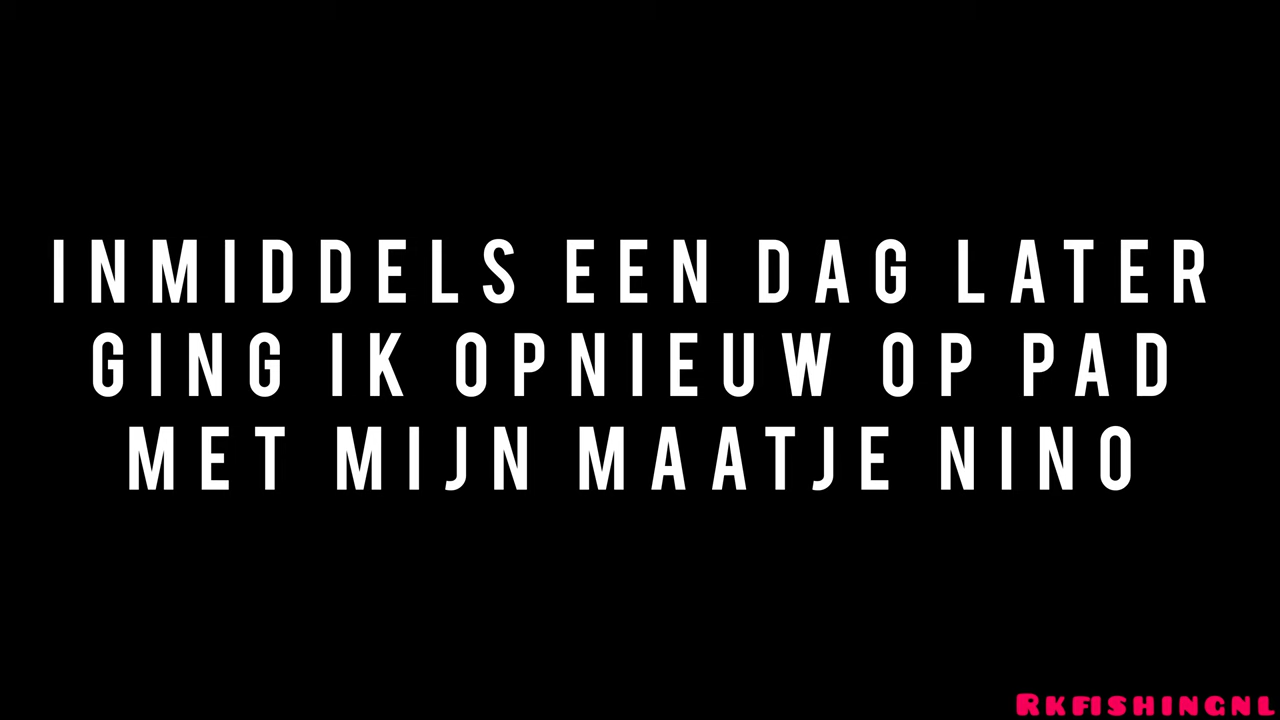 INMIDDELS EEN DAG LATER
GING IK OPNIEUW OP PAD
MET MIJN MAATJE NINO
RKFISHINGNL